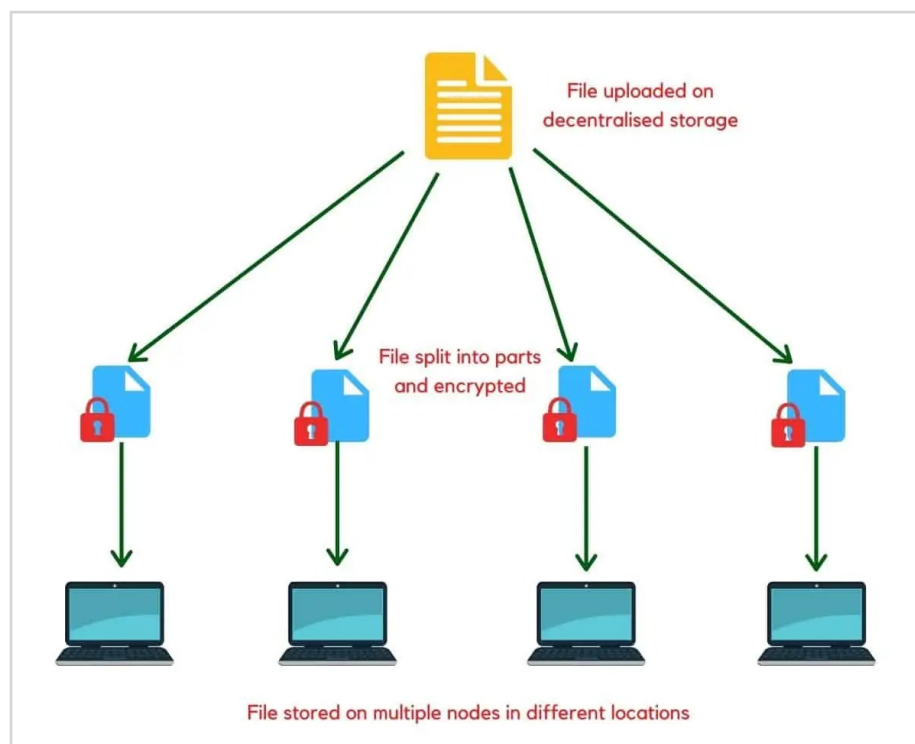 File uploaded on
decentralised storage
File split into parts
and encrypted
File stored on multiple nodes in different locations